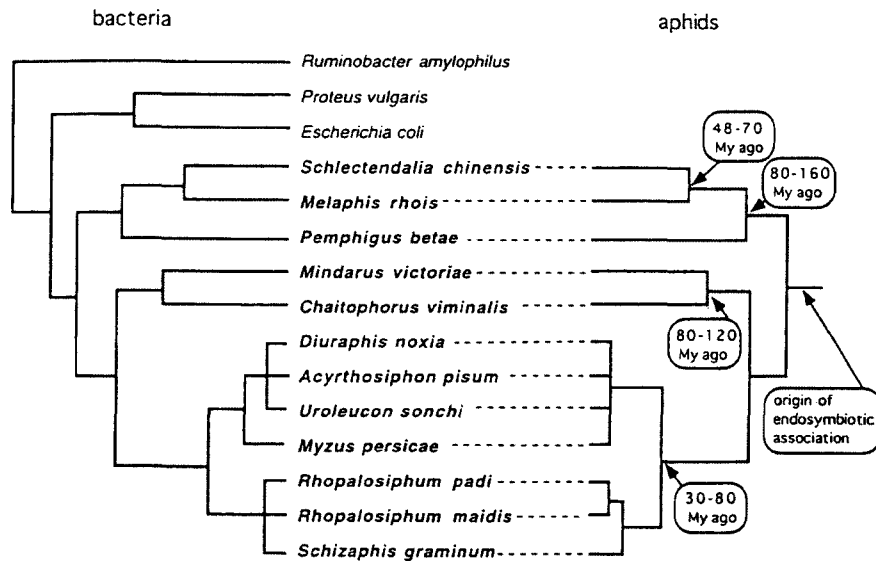 bacteria
aphids
Ruminobacter amylophilus
Proteus vulgaris
Escherichia coli
Schlectendalia chinensis
Melaphis rhois
Pemphigus betae
Mindarus victoriae
Chaitophorus viminalis
Diuraphis noxia
Acyrthosiphon pisum
Uroleucon sonchi
Myzus persicae
Rhopalosiphum padi
Rhopalosiphum maidis
Schizaphis graminum
48-70
My ago
80-160
My ago
80-120
My ago
origin of
endosymbiotic
association
30-80
My ago